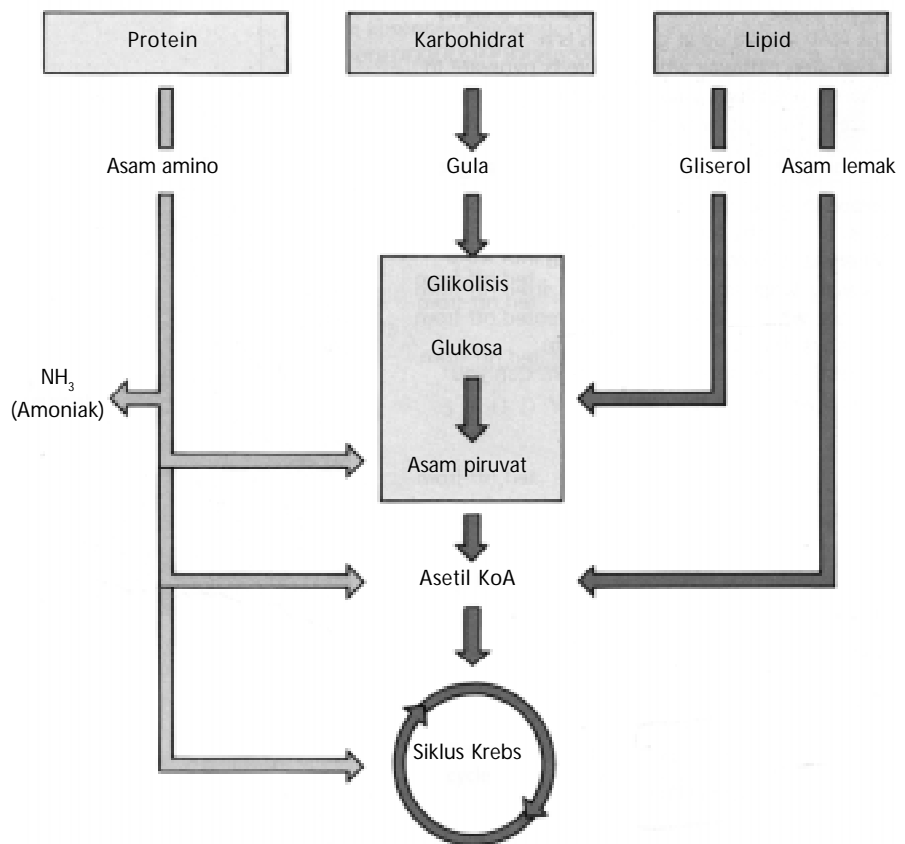 Protein
Karbohidrat
Lipid
Asam amino
Gula
Gliserol
Asam lemak
Glikolisis
Glukosa
NH₃
(Amoniak)
Asam piruvat
Asetil KoA
Siklus Krebs